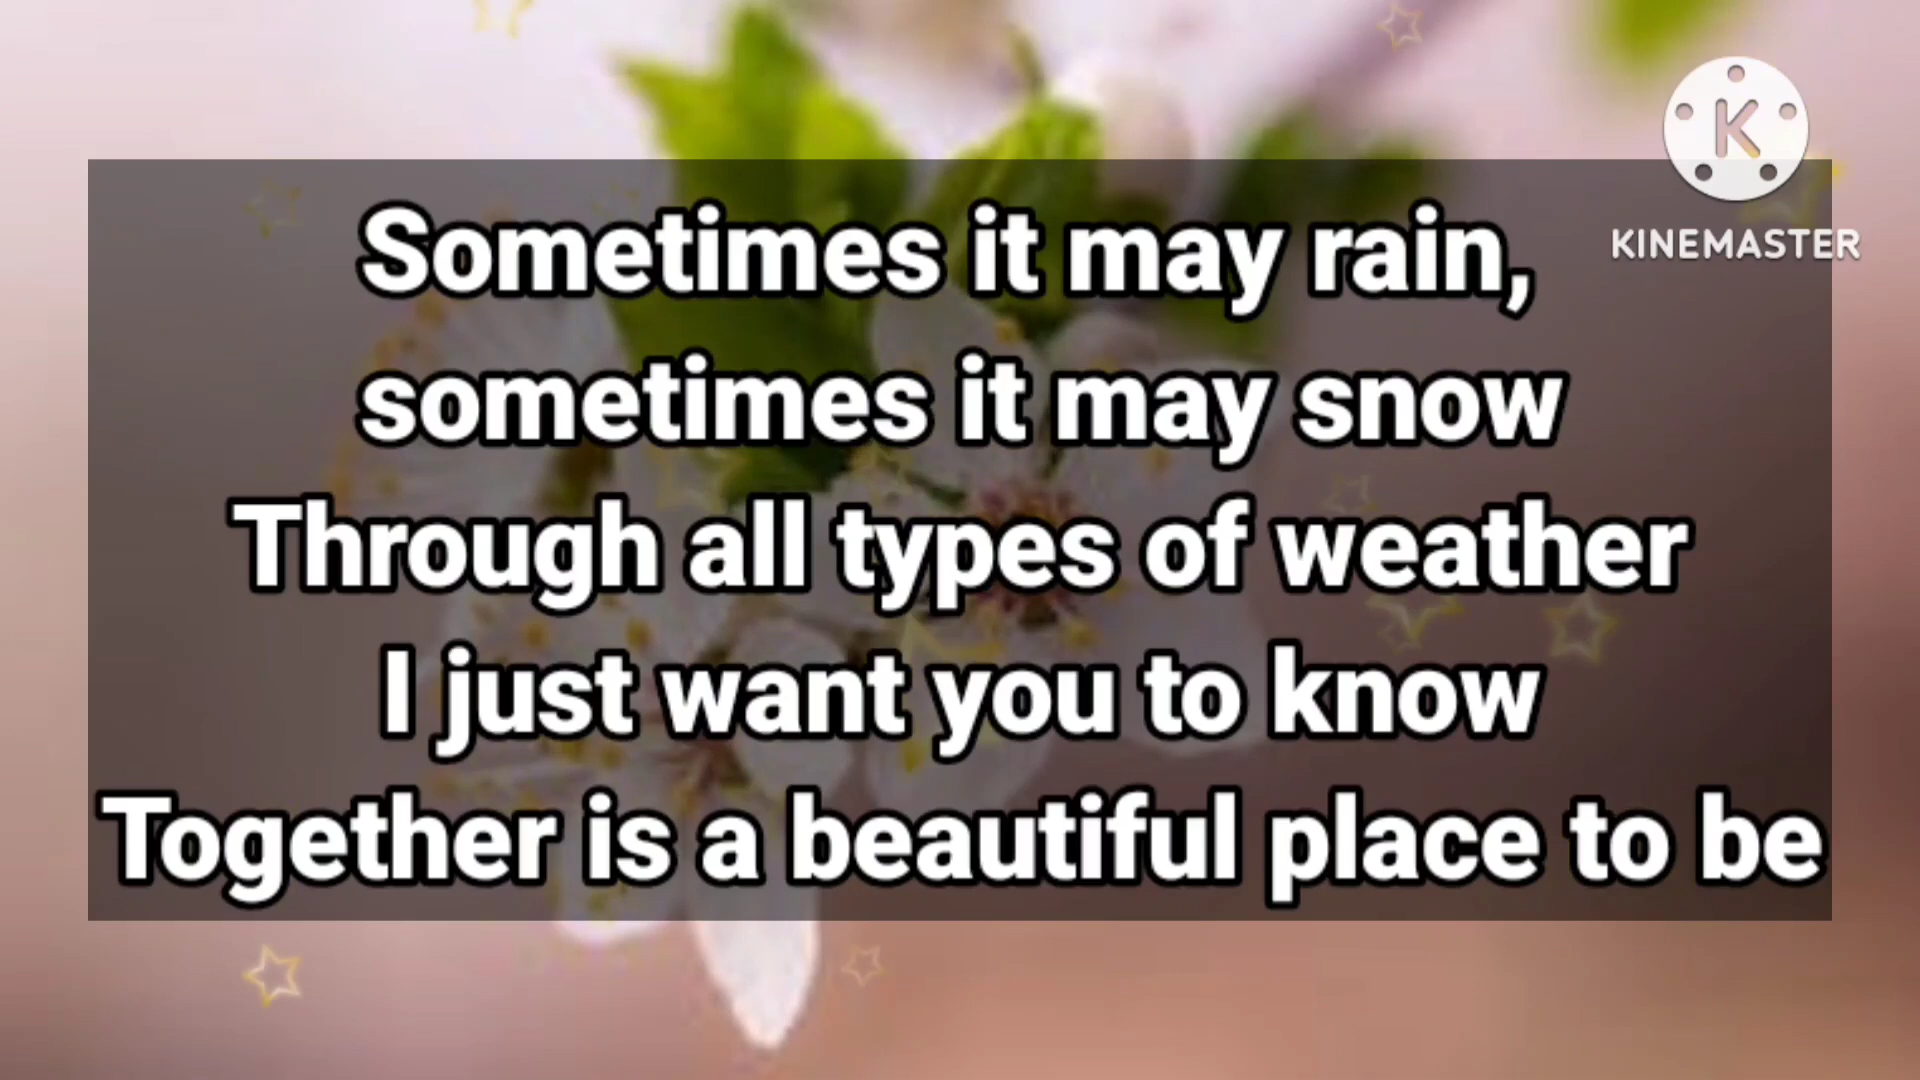 K
KINEMASTER
Sometimes it may rain,
sometimes it may snow
Through all types of weather
I just want you to know
Together is a beautiful place to be